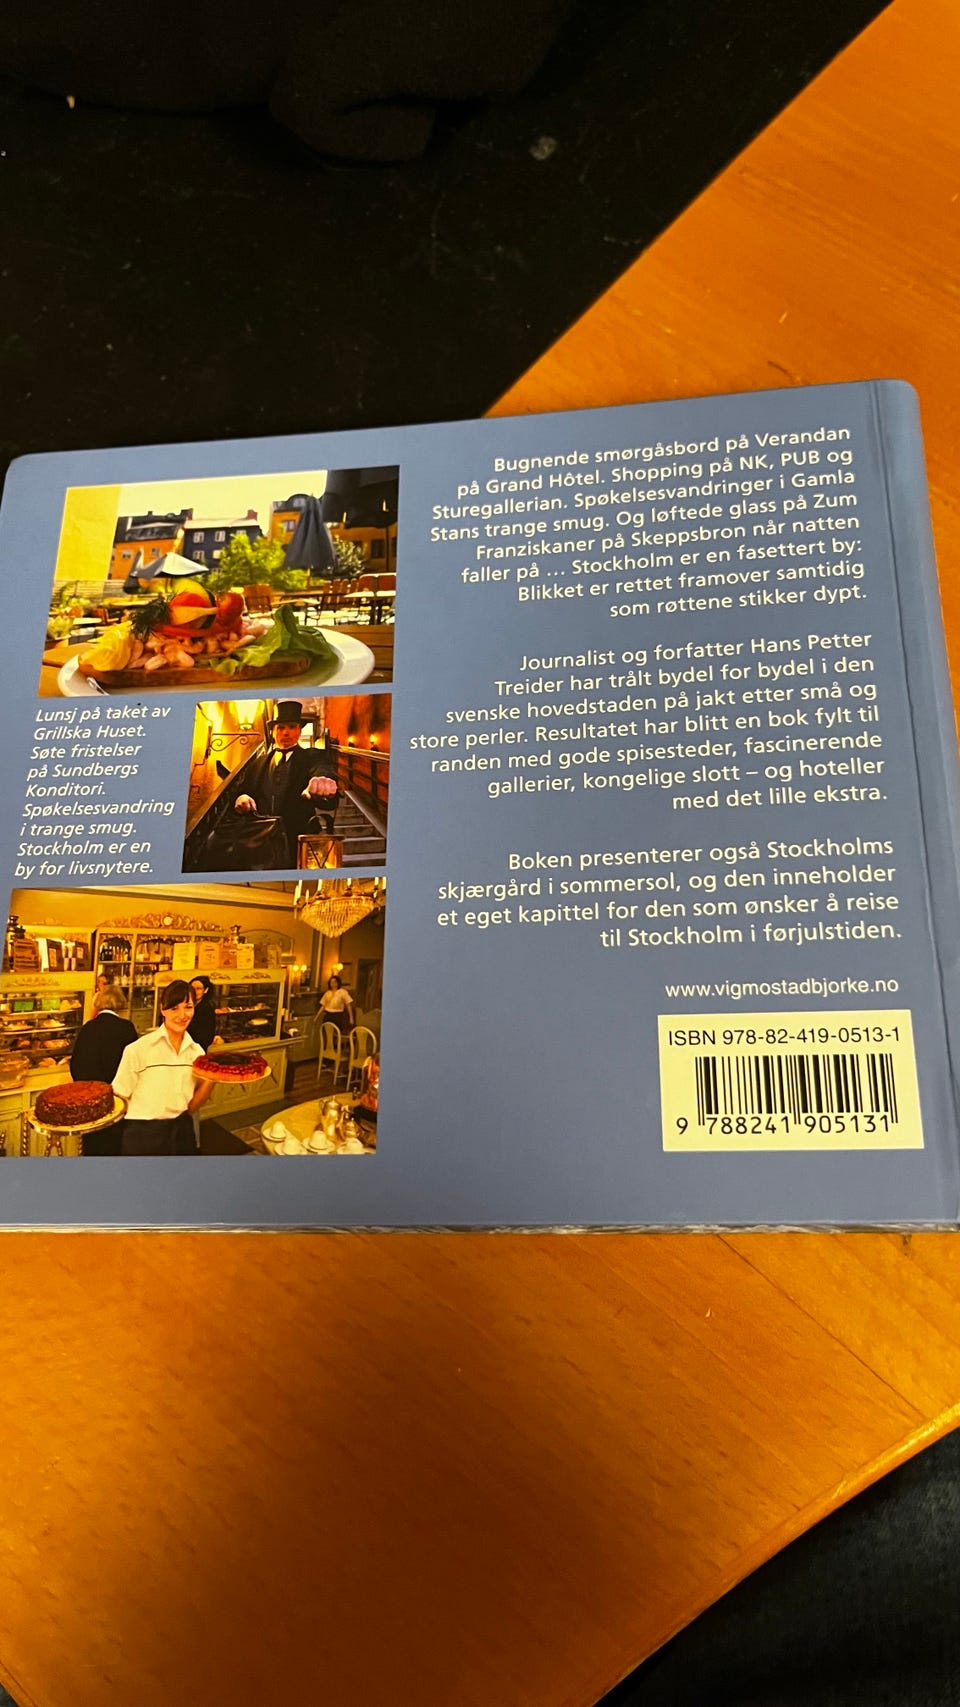 Bugnende smørgåsbord på Verandan
på Grand Hôtel. Shopping på NK, PUB og
Sturegallerian. Spøkelsesvandringer i Gamla
Stans trange smug. Og løftede glass på Zum
Franziskaner på Skeppsbron når natten
faller på ... Stockholm er en fasettert by:
Blikket er rettet framover samtidig
som røttene stikker dypt.
Journalist og forfatter Hans Petter
Treider har trålt bydel for bydel i den
svenske hovedstaden på jakt etter små og
store perler. Resultatet har blitt en bok fylt til
randen med gode spisesteder, fascinerende
gallerier, kongelige slott – og hoteller
med det lille ekstra.
Boken presenterer også Stockholms
skjærgård i sommersol, og den inneholder
et eget kapittel for den som ønsker å reise
til Stockholm i førjulstiden.
www.vigmostadbjorke.no
ISBN 978-82-419-0513-1
9 788241 905131
Lunsj på taket av
Grillska Huset.
Søte fristelser
på Sundbergs
Konditori.
Spøkelsesvandring
i trange smug.
Stockholm er en
by for livsnytere.